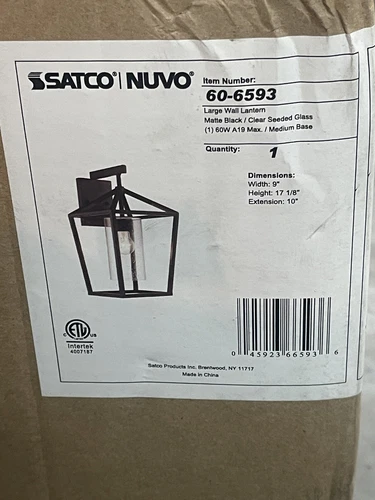 SATCO | NUVO
Item Number:
60-6593
Large Wall Lantern
Matte Black / Clear Seeded Glass
(1) 60W A19 Max. / Medium Base
Quantity: 1
Dimensions:
Width: 9"
Height: 17 1/8"
Extension: 10"
ETL
Intertek
4007187
0 45923 66593 6
Satco Products Inc. Brentwood, NY 11717
Made in China